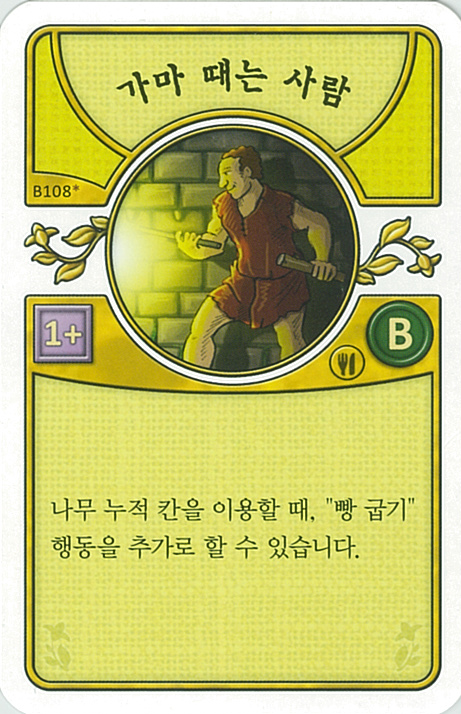 가마 때는 사람
B108*
1+
B
나무 누적 칸을 이용할 때, "빵 굽기"
행동을 추가로 할 수 있습니다.